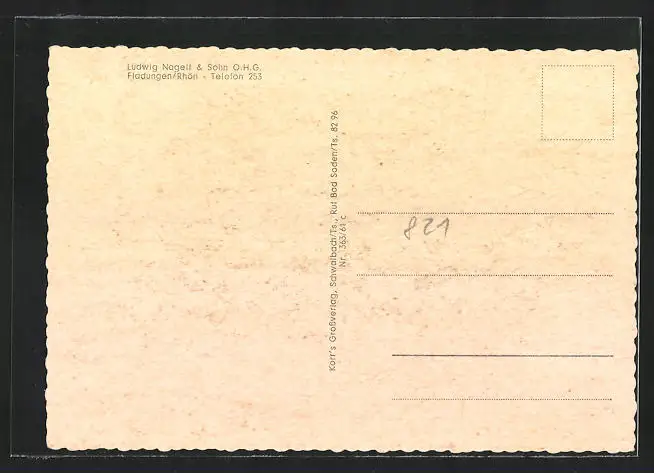 Ludwig Nagell & Sohn O.H.G.
Fladungen/Rhön - Telefon 253
Korr's Großverlag, Schwalbach/Ts., Ruf Bad Soden/Ts. 82 96
Nr. 363/61 c
821